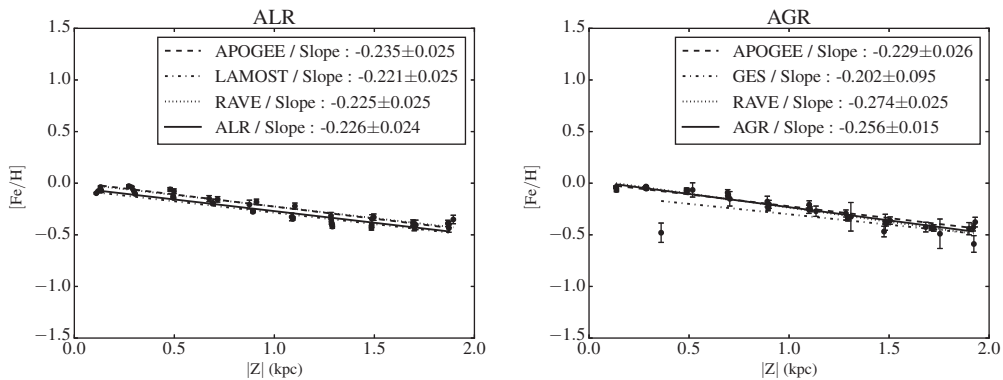 ALR
1.5
1.0
0.5
0.0
−0.5
−1.0
−1.5
[Fe/H]
APOGEE / Slope : -0.235±0.025
LAMOST / Slope : -0.221±0.025
RAVE / Slope : -0.225±0.025
ALR / Slope : -0.226±0.024
0.0 0.5 1.0 1.5 2.0
|Z| (kpc)
AGR
1.5
1.0
0.5
0.0
−0.5
−1.0
−1.5
[Fe/H]
APOGEE / Slope : -0.229±0.026
GES / Slope : -0.202±0.095
RAVE / Slope : -0.274±0.025
AGR / Slope : -0.256±0.015
0.0 0.5 1.0 1.5 2.0
|Z| (kpc)